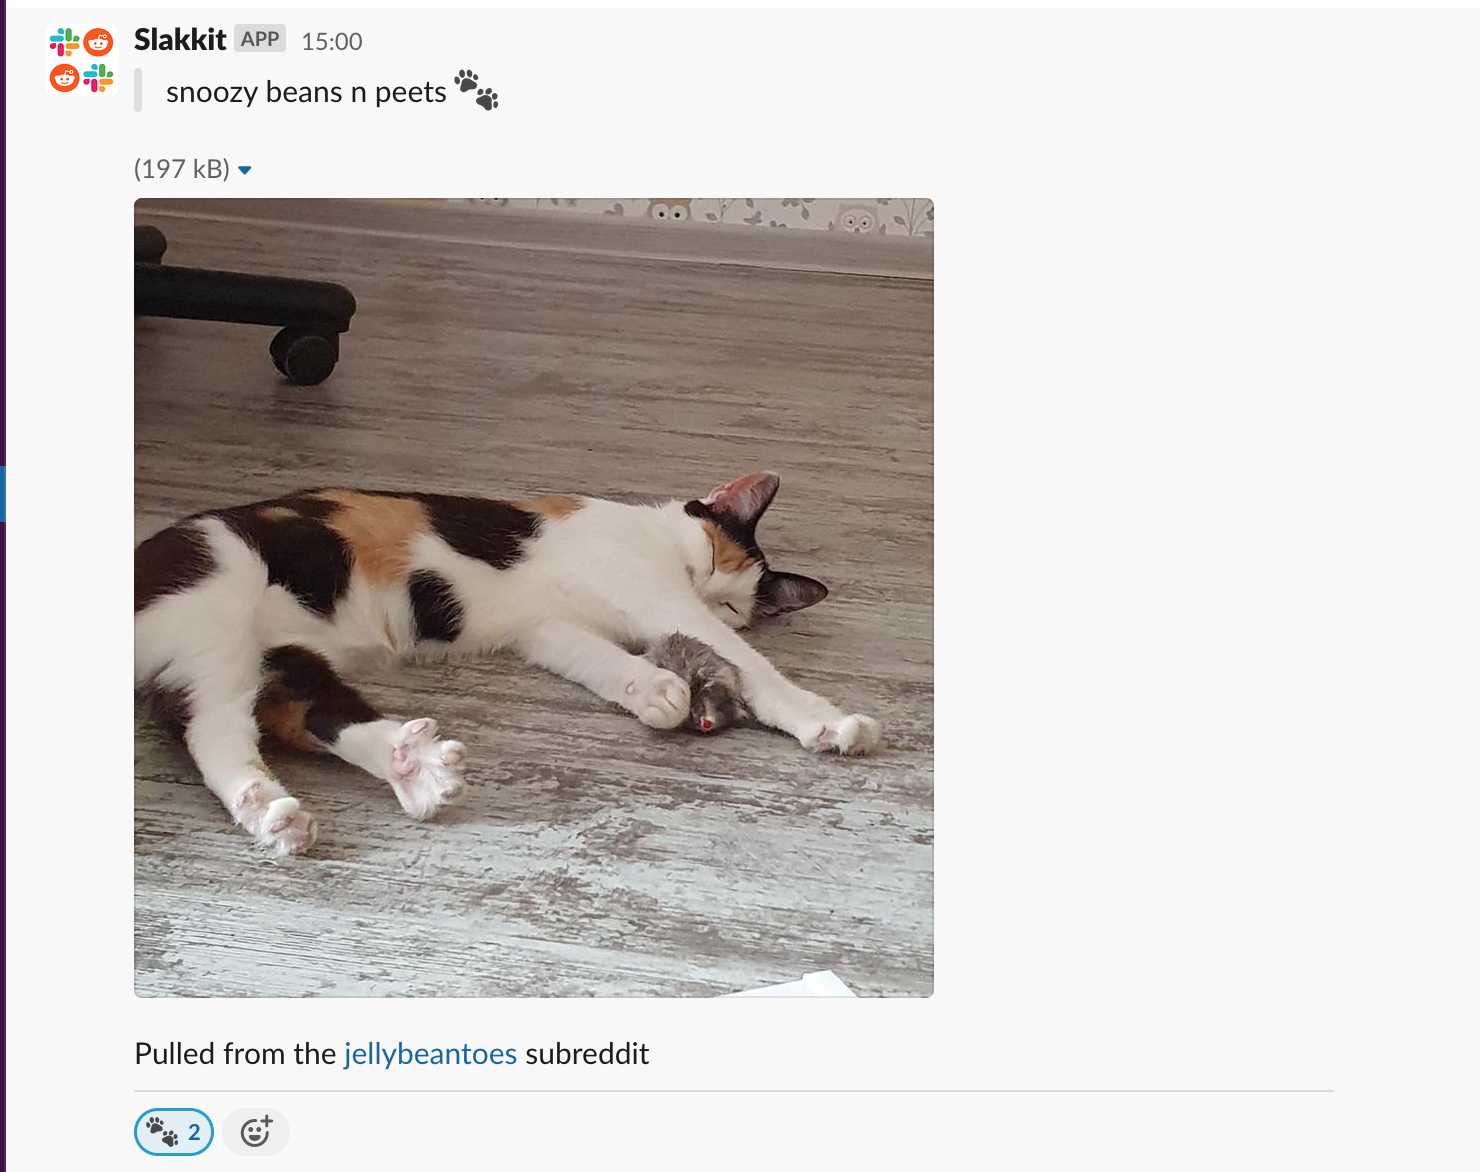 Slakkit APP 15:00
snoozy beans n peets 🐾
(197 kB)
Pulled from the jellybeantoes subreddit
🐾 2